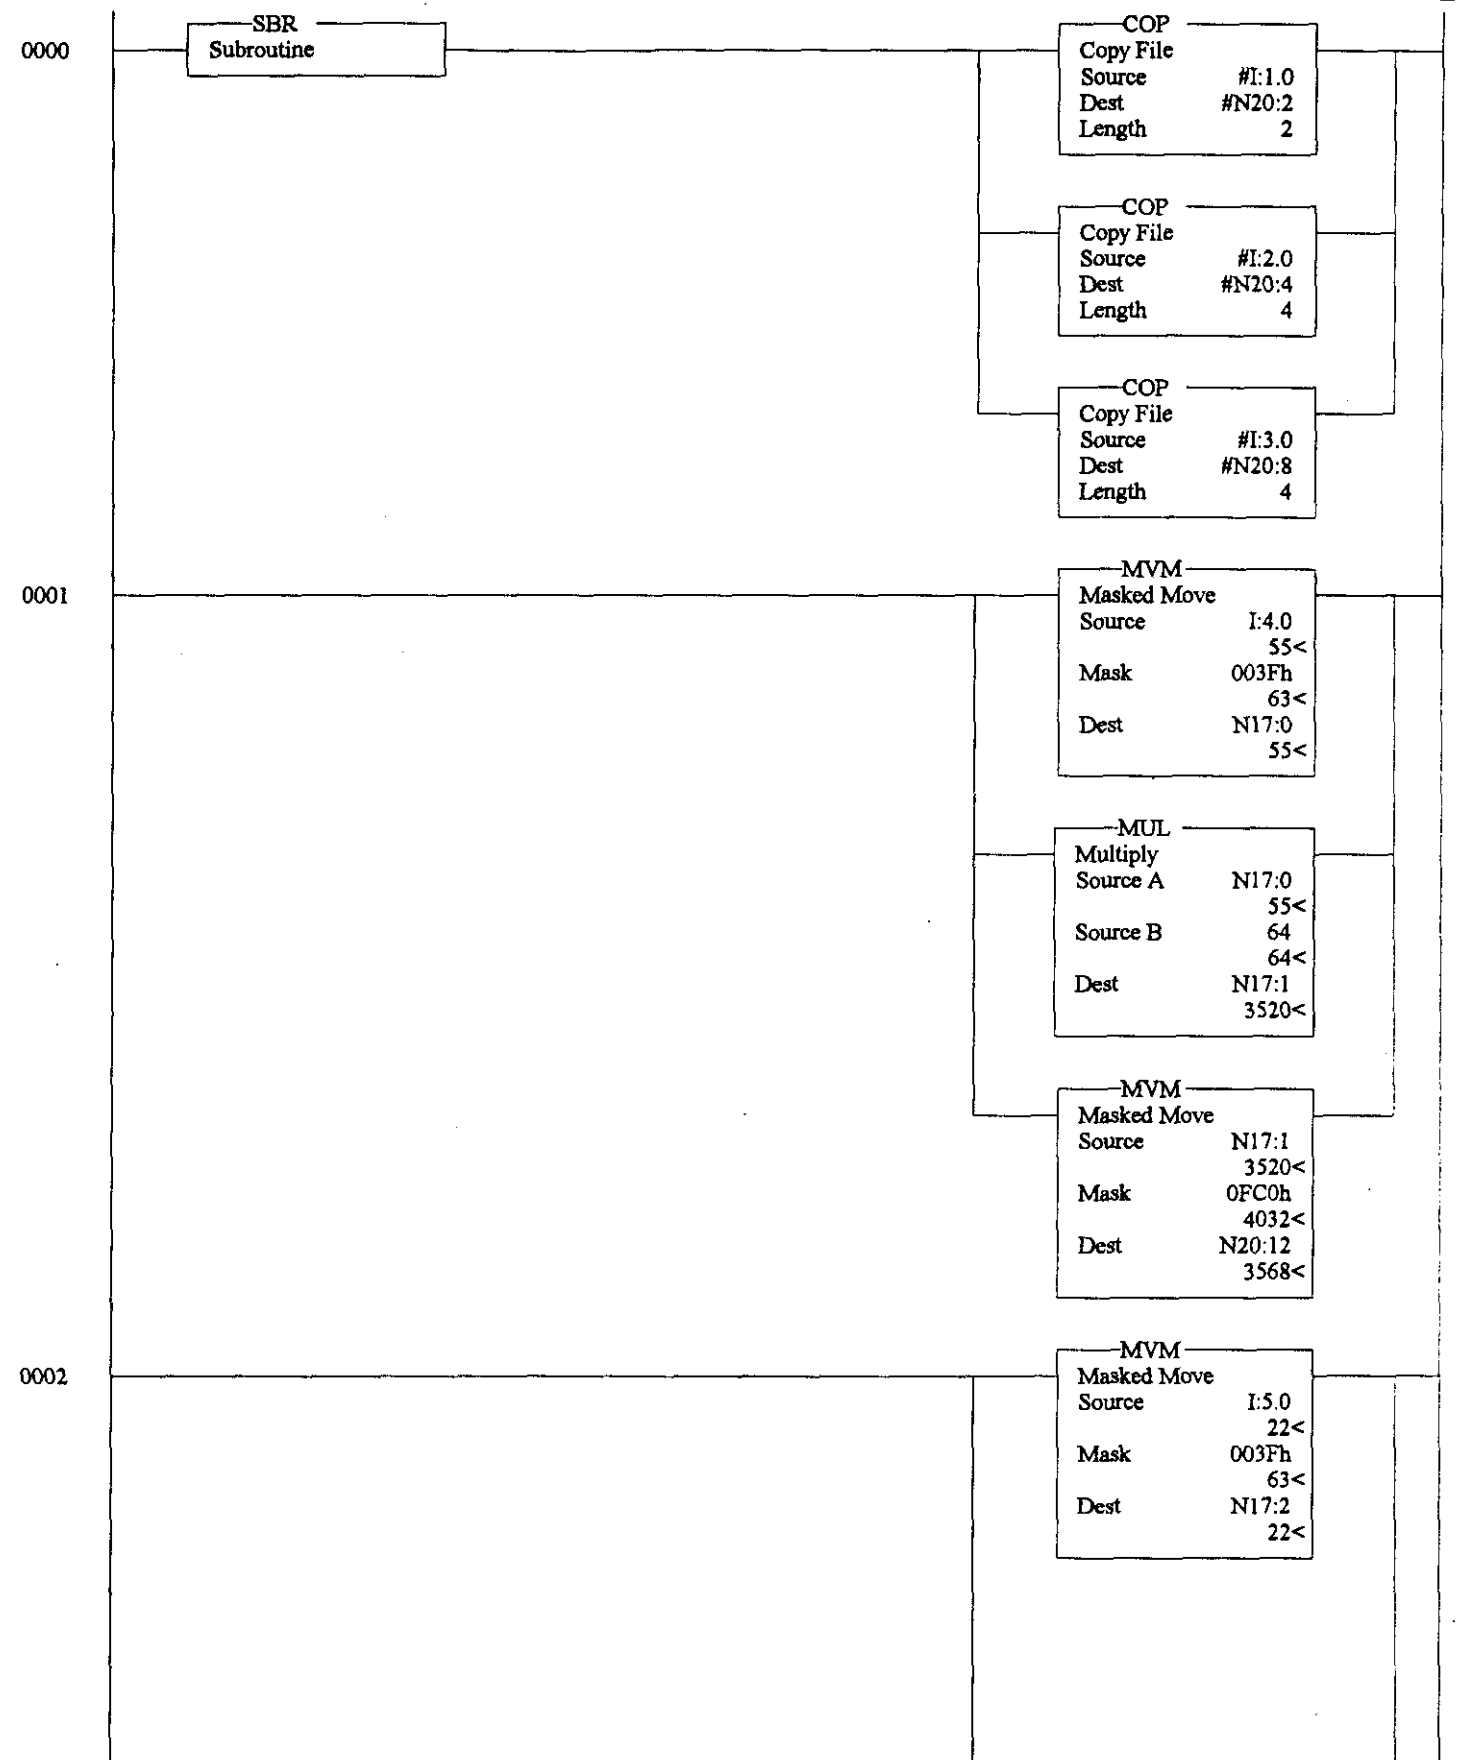 SBR
0000
Subroutine
COP
Copy File
Source #I:1.0
Dest #N20:2
Length 2
COP
Copy File
Source #I:2.0
Dest #N20:4
Length 4
COP
Copy File
Source #I:3.0
Dest #N20:8
Length 4
0001
MVM
Masked Move
Source I:4.0
55<
Mask 003Fh
63<
Dest N17:0
55<
MUL
Multiply
Source A N17:0
55<
Source B 64
64<
Dest N17:1
3520<
MVM
Masked Move
Source N17:1
3520<
Mask 0FC0h
4032<
Dest N20:12
3568<
0002
MVM
Masked Move
Source I:5.0
22<
Mask 003Fh
63<
Dest N17:2
22<